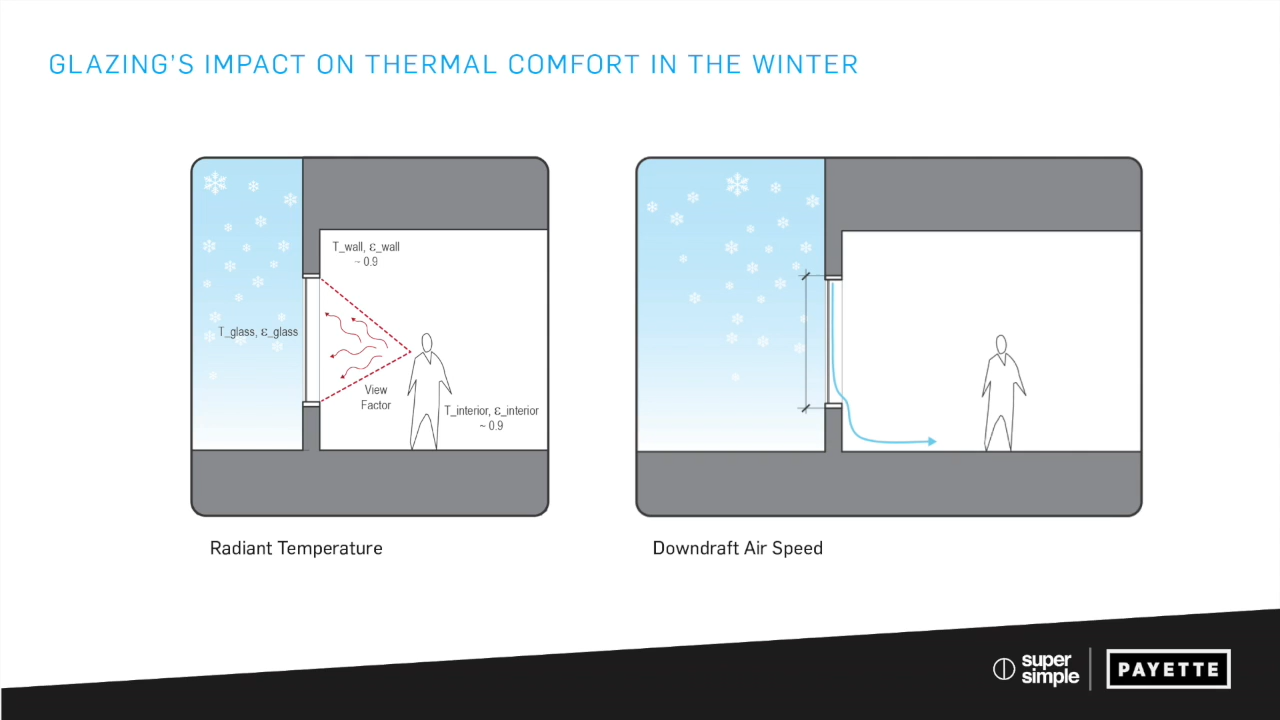 GLAZING'S IMPACT ON THERMAL COMFORT IN THE WINTER
T_wall, ε_wall
~ 0.9
T_glass, ε_glass
View
Factor
T_interior, ε_interior
~ 0.9
Radiant Temperature
Downdraft Air Speed
super
simple
PAYETTE